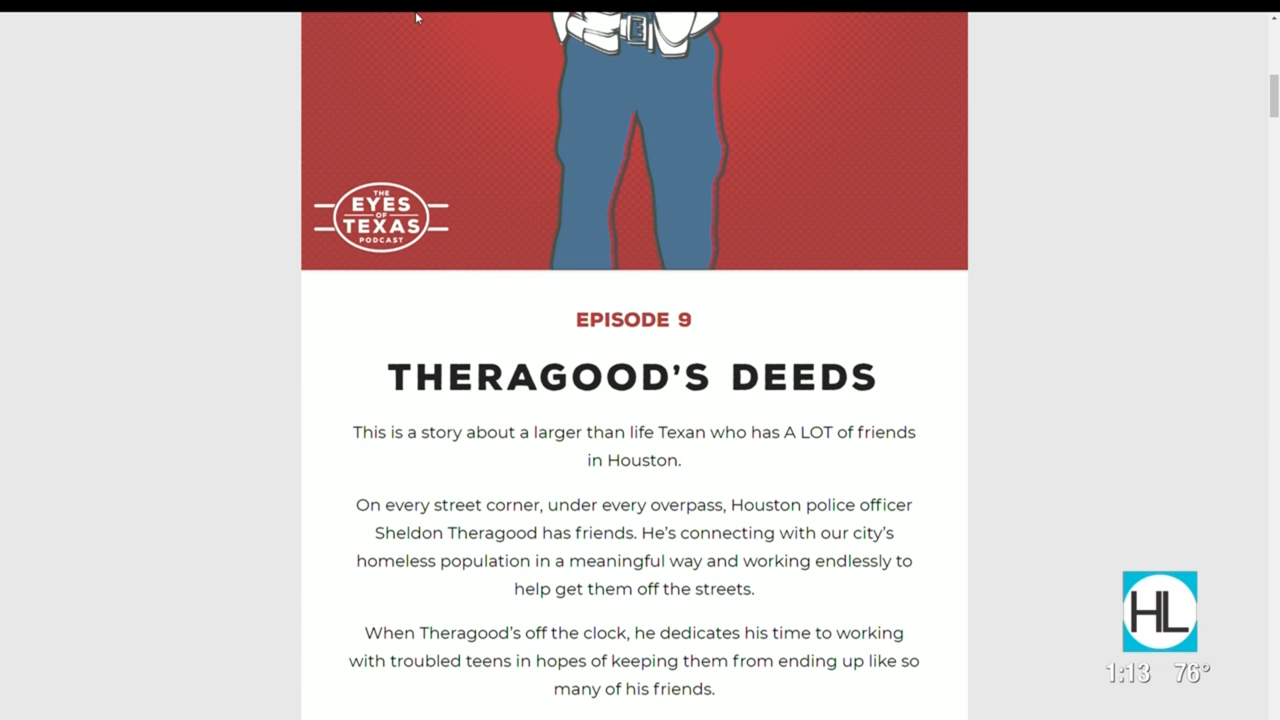 THE
EYES
OF
TEXAS
PODCAST
EPISODE 9
THERAGOOD'S DEEDS
This is a story about a larger than life Texan who has A LOT of friends
in Houston.
On every street corner, under every overpass, Houston police officer
Sheldon Theragood has friends. He's connecting with our city's
homeless population in a meaningful way and working endlessly to
help get them off the streets.
When Theragood's off the clock, he dedicates his time to working
with troubled teens in hopes of keeping them from ending up like so
many of his friends.
HL
1:13 76°